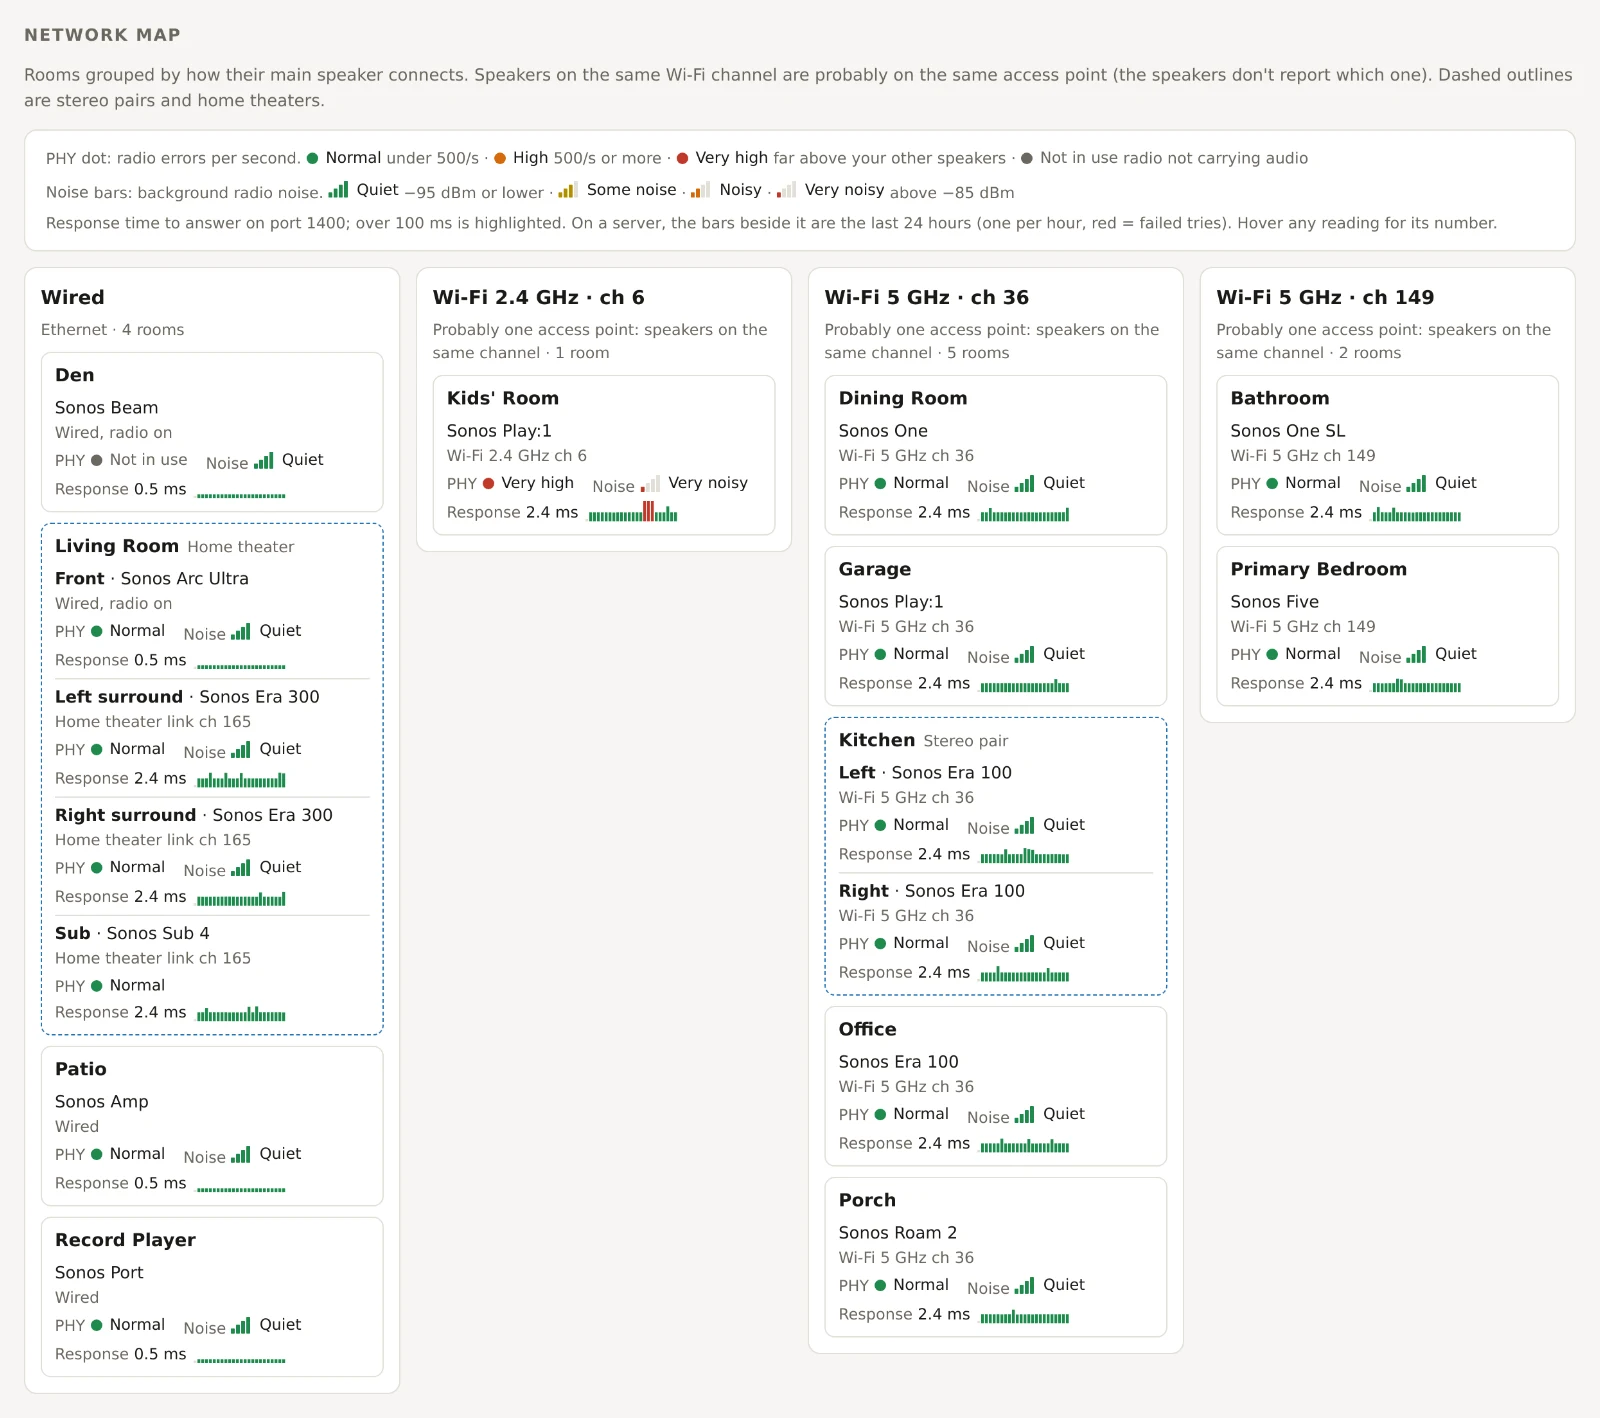 NETWORK MAP
Rooms grouped by how their main speaker connects. Speakers on the same Wi-Fi channel are probably on the same access point (the speakers don't report which one). Dashed outlines
are stereo pairs and home theaters.
PHY dot: radio errors per second. Normal under 500/s · High 500/s or more · Very high far above your other speakers · Not in use radio not carrying audio
Noise bars: background radio noise. Quiet −95 dBm or lower · Some noise · Noisy · Very noisy above −85 dBm
Response time to answer on port 1400; over 100 ms is highlighted. On a server, the bars beside it are the last 24 hours (one per hour, red = failed tries). Hover any reading for its number.
Wired
Ethernet · 4 rooms
Den
Sonos Beam
Wired, radio on
PHY Not in use Noise Quiet
Response 0.5 ms
Living Room Home theater
Front · Sonos Arc Ultra
Wired, radio on
PHY Normal Noise Quiet
Response 0.5 ms
Left surround · Sonos Era 300
Home theater link ch 165
PHY Normal Noise Quiet
Response 2.4 ms
Right surround · Sonos Era 300
Home theater link ch 165
PHY Normal Noise Quiet
Response 2.4 ms
Sub · Sonos Sub 4
Home theater link ch 165
PHY Normal
Response 2.4 ms
Patio
Sonos Amp
Wired
PHY Normal Noise Quiet
Response 0.5 ms
Record Player
Sonos Port
Wired
PHY Normal Noise Quiet
Response 0.5 ms
Wi-Fi 2.4 GHz · ch 6
Probably one access point: speakers on the
same channel · 1 room
Kids' Room
Sonos Play:1
Wi-Fi 2.4 GHz ch 6
PHY Very high Noise Very noisy
Response 2.4 ms
Wi-Fi 5 GHz · ch 36
Probably one access point: speakers on the
same channel · 5 rooms
Dining Room
Sonos One
Wi-Fi 5 GHz ch 36
PHY Normal Noise Quiet
Response 2.4 ms
Garage
Sonos Play:1
Wi-Fi 5 GHz ch 36
PHY Normal Noise Quiet
Response 2.4 ms
Kitchen Stereo pair
Left · Sonos Era 100
Wi-Fi 5 GHz ch 36
PHY Normal Noise Quiet
Response 2.4 ms
Right · Sonos Era 100
Wi-Fi 5 GHz ch 36
PHY Normal Noise Quiet
Response 2.4 ms
Office
Sonos Era 100
Wi-Fi 5 GHz ch 36
PHY Normal Noise Quiet
Response 2.4 ms
Porch
Sonos Roam 2
Wi-Fi 5 GHz ch 36
PHY Normal Noise Quiet
Response 2.4 ms
Wi-Fi 5 GHz · ch 149
Probably one access point: speakers on the
same channel · 2 rooms
Bathroom
Sonos One SL
Wi-Fi 5 GHz ch 149
PHY Normal Noise Quiet
Response 2.4 ms
Primary Bedroom
Sonos Five
Wi-Fi 5 GHz ch 149
PHY Normal Noise Quiet
Response 2.4 ms